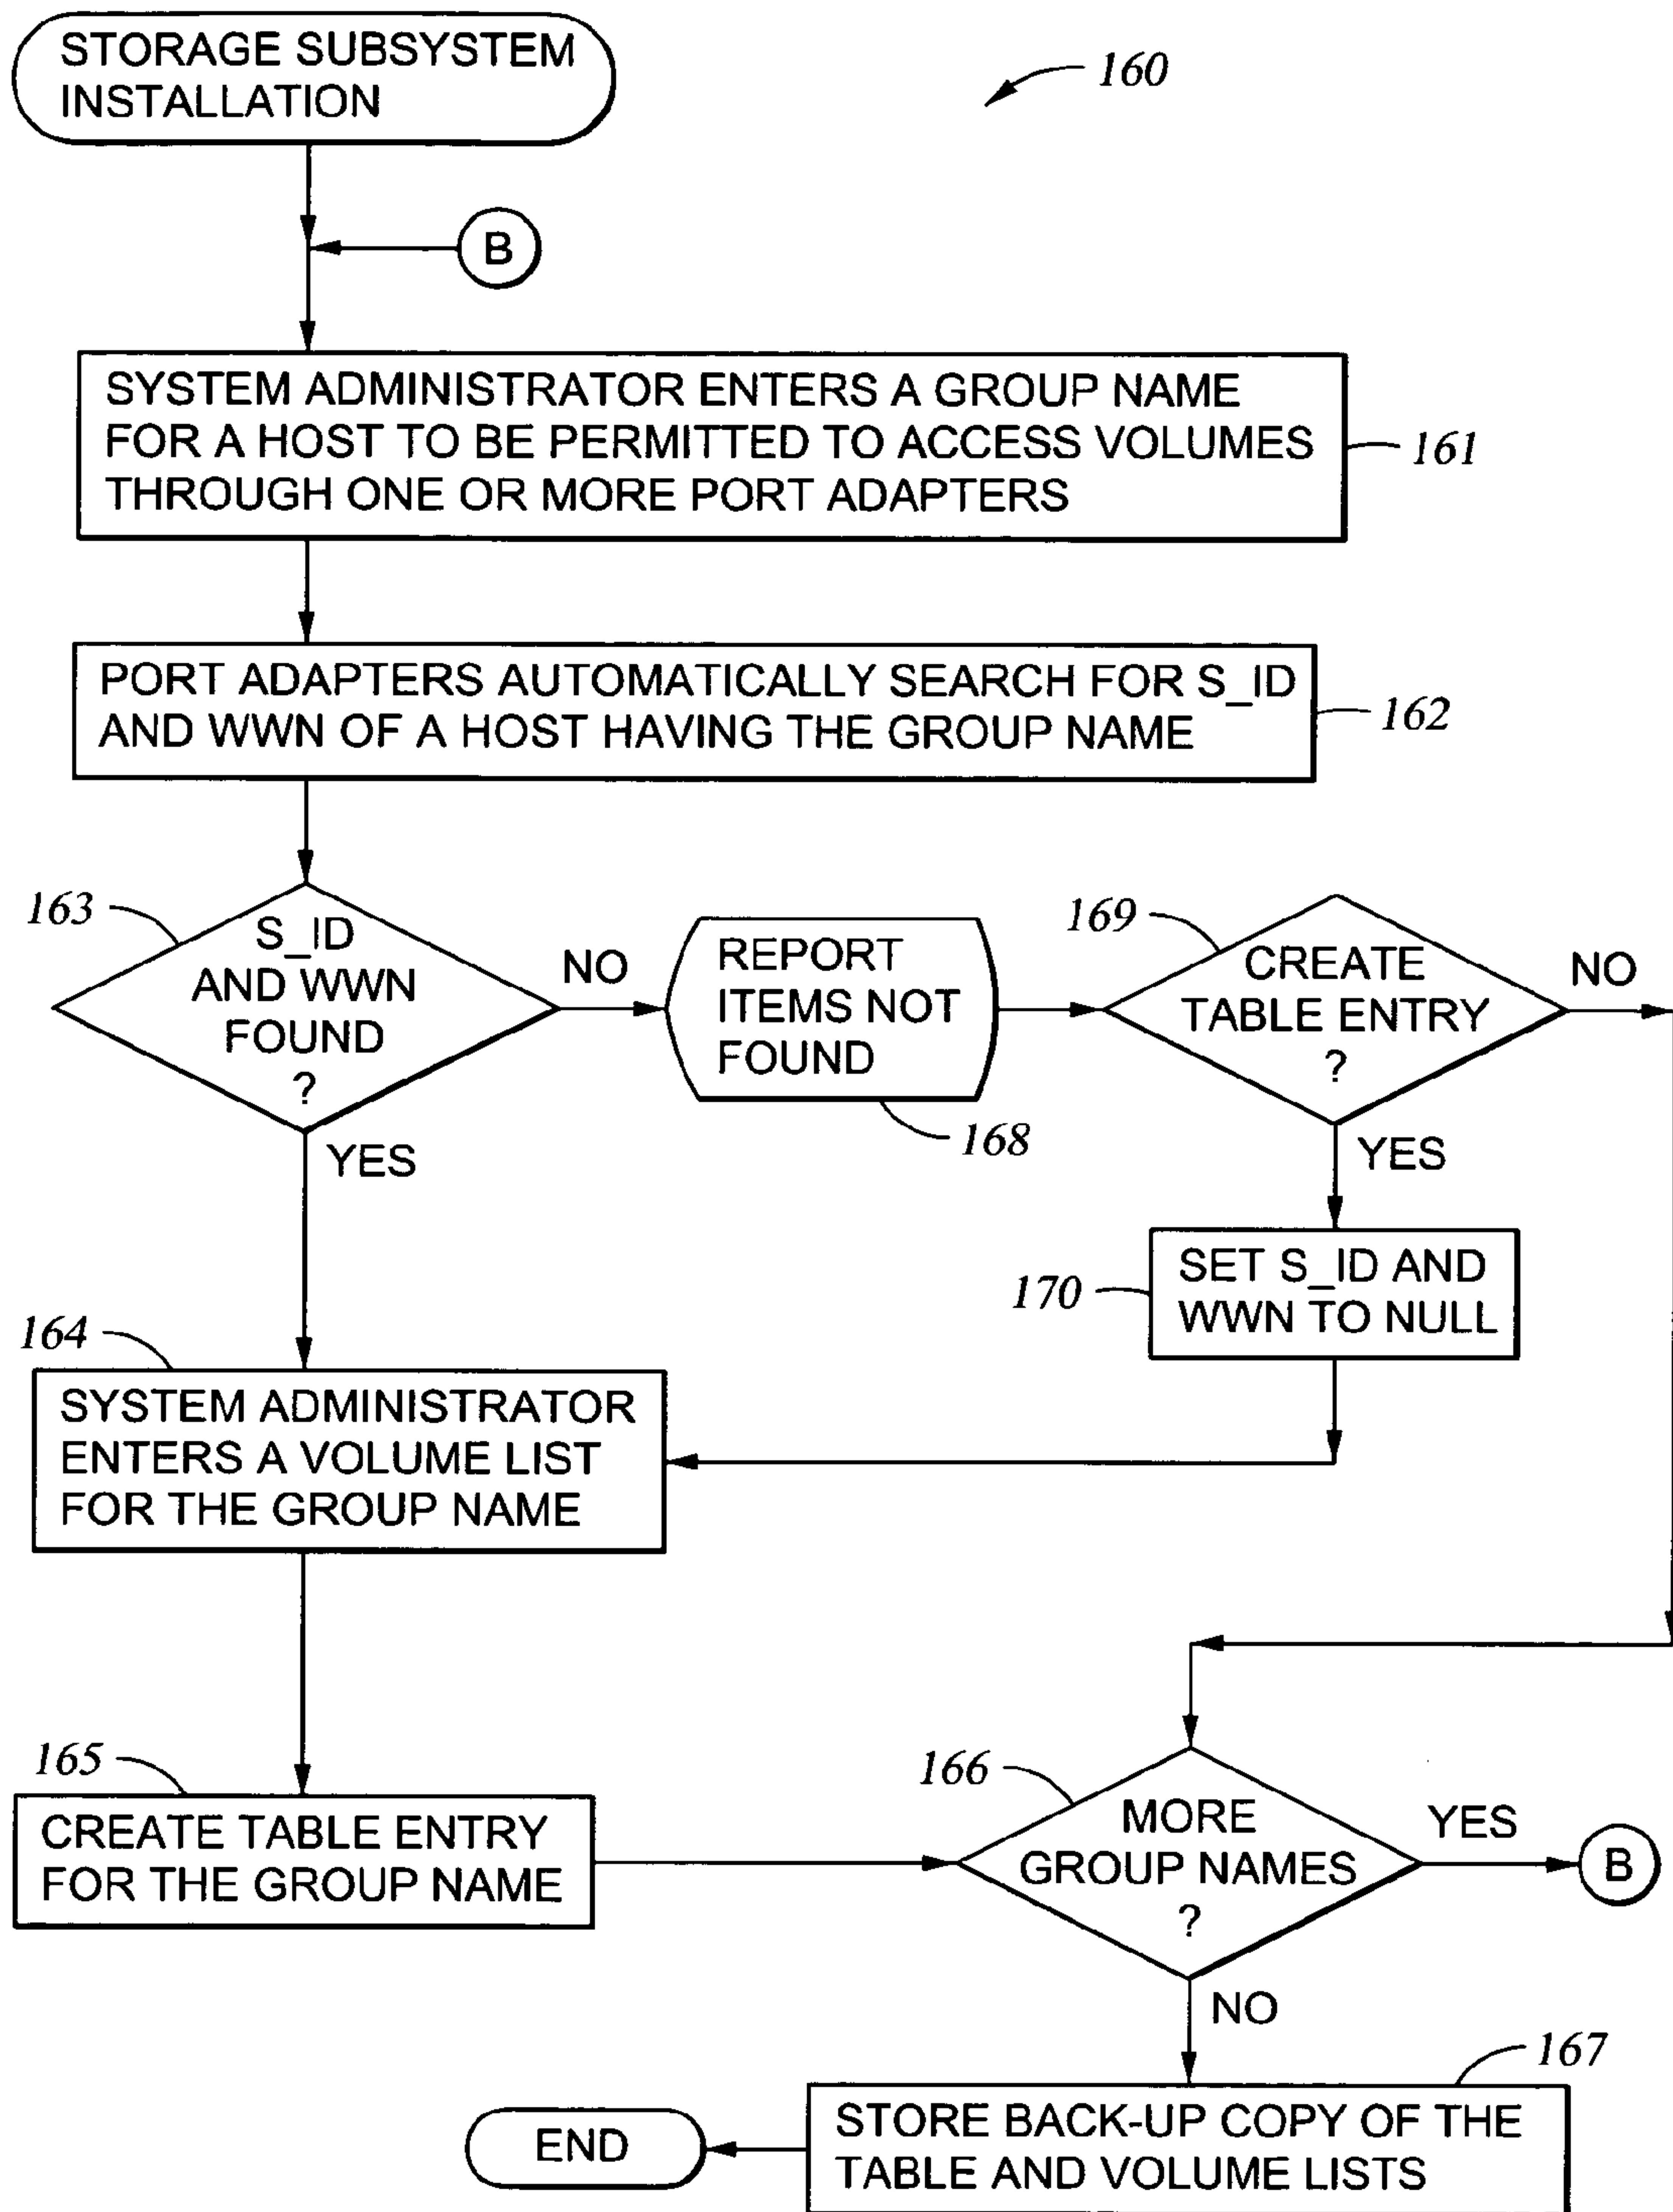 STORAGE SUBSYSTEM
INSTALLATION
160
B
SYSTEM ADMINISTRATOR ENTERS A GROUP NAME
FOR A HOST TO BE PERMITTED TO ACCESS VOLUMES
THROUGH ONE OR MORE PORT ADAPTERS
161
PORT ADAPTERS AUTOMATICALLY SEARCH FOR S_ID
AND WWN OF A HOST HAVING THE GROUP NAME
162
163
S_ID
AND WWN
FOUND
?
NO
YES
REPORT
ITEMS NOT
FOUND
168
169
CREATE
TABLE ENTRY
?
NO
YES
170
SET S_ID AND
WWN TO NULL
164
SYSTEM ADMINISTRATOR
ENTERS A VOLUME LIST
FOR THE GROUP NAME
165
CREATE TABLE ENTRY
FOR THE GROUP NAME
166
MORE
GROUP NAMES
?
YES
B
NO
167
STORE BACK-UP COPY OF THE
TABLE AND VOLUME LISTS
END